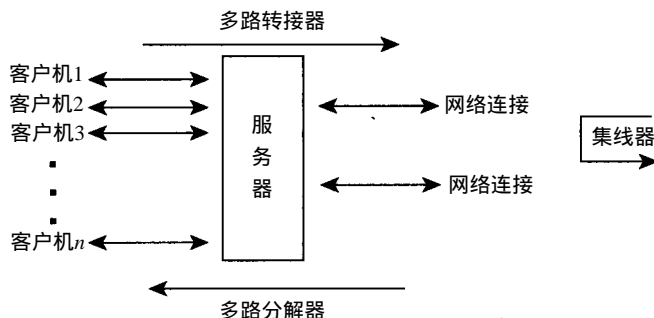 多路转接器
客户机1
客户机2
客户机3
客户机n
服务器
网络连接
网络连接
集线器
多路分解器